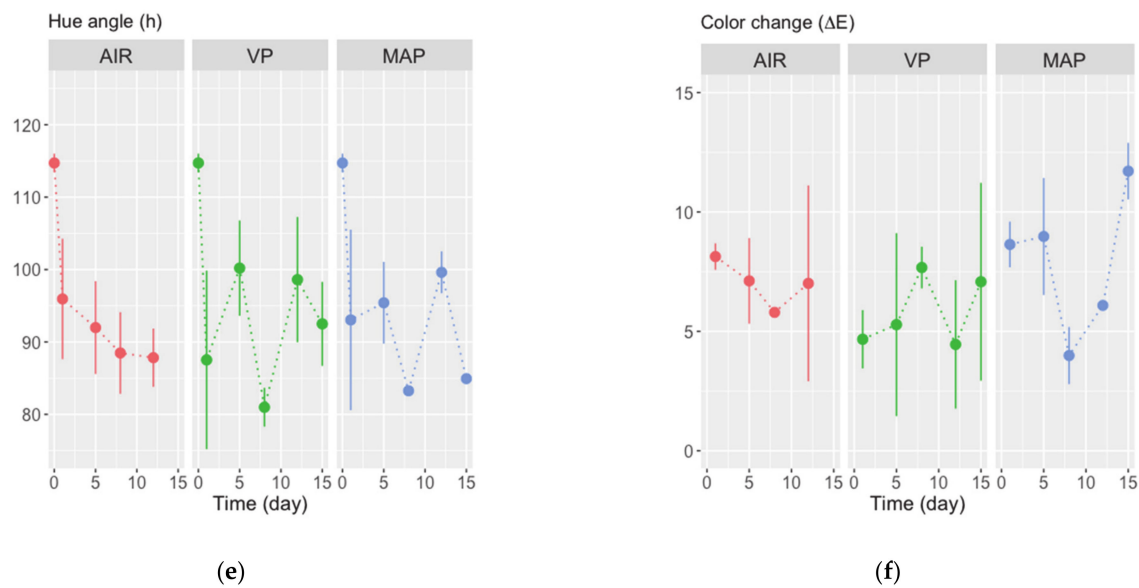 Hue angle (h)
AIR VP MAP
120
110
100
90
80
0 5 10 15 0 5 10 15 0 5 10 15
Time (day)
(e)
Color change (ΔE)
AIR VP MAP
15
10
5
0
0 5 10 15 0 5 10 15 0 5 10 15
Time (day)
(f)